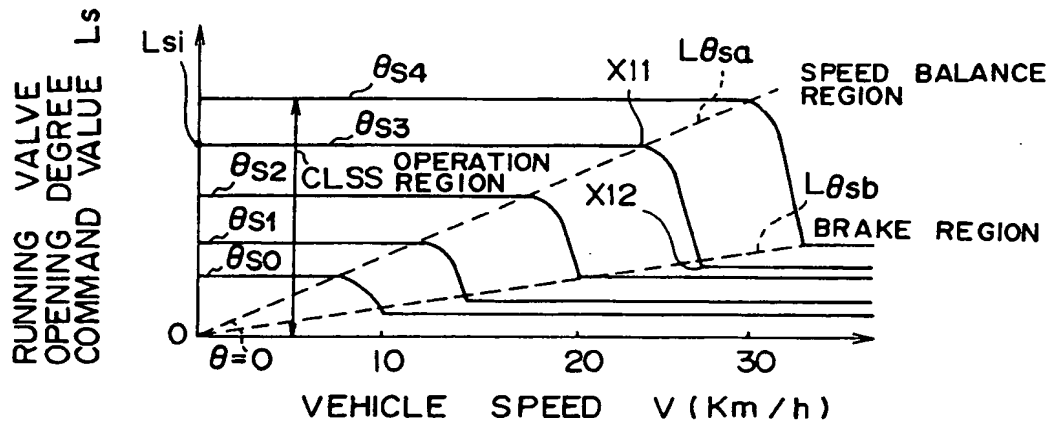 RUNNING VALVE
OPENING DEGREE
COMMAND VALUE Ls
Lsi
θS4
θS3
θS2
θS1
θS0
CLSS OPERATION
REGION
X11
X12
Lθsa
SPEED BALANCE
REGION
Lθsb
BRAKE REGION
0
θ=0
10
20
30
VEHICLE SPEED V (Km/h)